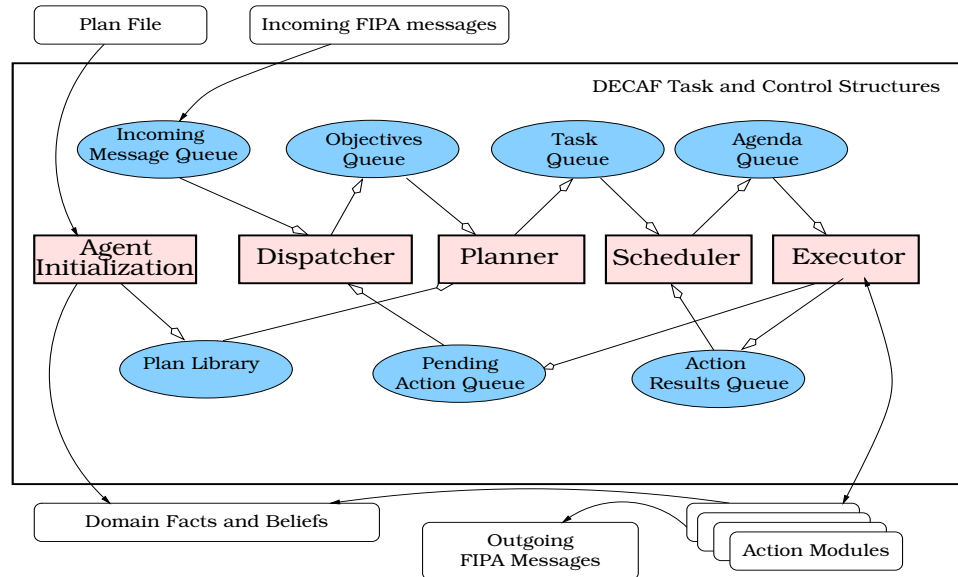 Plan File
Incoming FIPA messages
DECAF Task and Control Structures
Incoming
Message Queue
Objectives
Queue
Task
Queue
Agenda
Queue
Agent
Initialization
Dispatcher
Planner
Scheduler
Executor
Plan Library
Pending
Action Queue
Action
Results Queue
Domain Facts and Beliefs
Outgoing
FIPA Messages
Action Modules